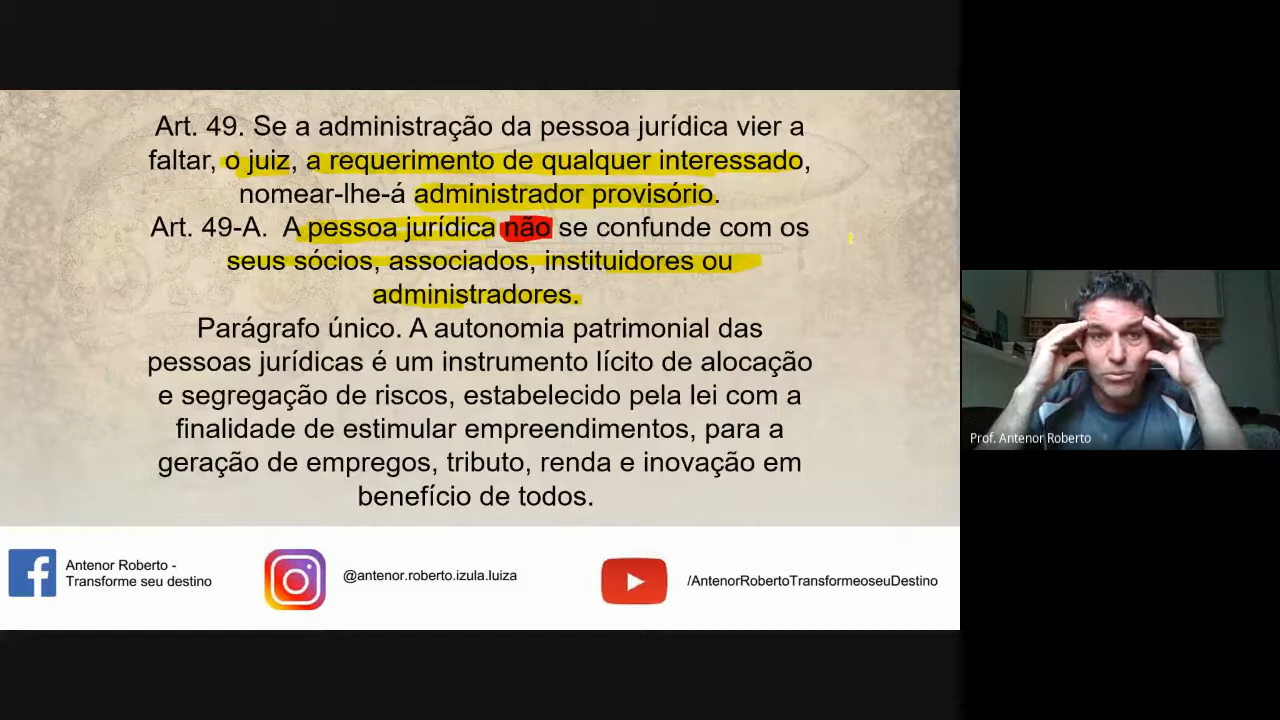 Art. 49. Se a administração da pessoa jurídica vier a
faltar, o juiz, a requerimento de qualquer interessado,
nomear-lhe-á administrador provisório.
Art. 49-A.  A pessoa jurídica não se confunde com os
seus sócios, associados, instituidores ou
administradores.
Parágrafo único. A autonomia patrimonial das
pessoas jurídicas é um instrumento lícito de alocação
e segregação de riscos, estabelecido pela lei com a
finalidade de estimular empreendimentos, para a
geração de empregos, tributo, renda e inovação em
benefício de todos.
Antenor Roberto -
Transforme seu destino
@antenor.roberto.izula.luiza
/AntenorRobertoTransformeoseuDestino
Prof. Antenor Roberto